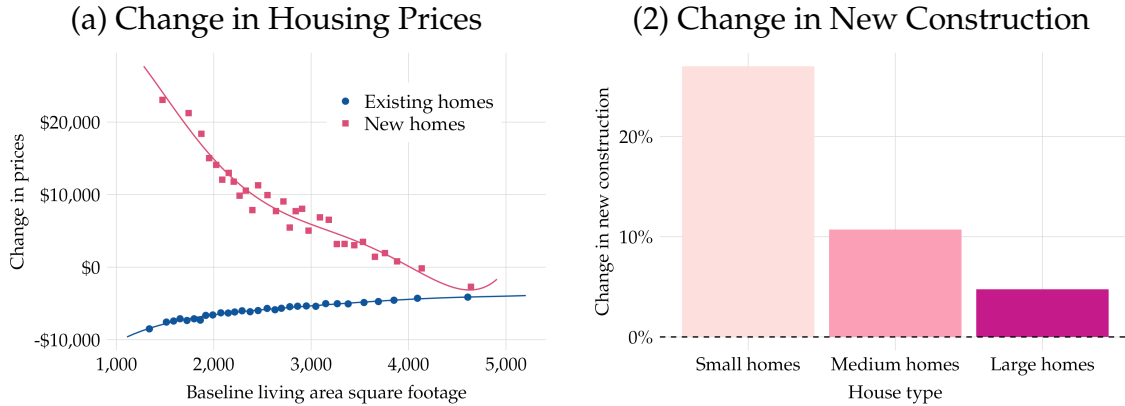 (a) Change in Housing Prices
Change in prices
$20,000
$10,000
$0
-$10,000
Existing homes
New homes
1,000 2,000 3,000 4,000 5,000
Baseline living area square footage
(2) Change in New Construction
Change in new construction
20%
10%
0%
Small homes Medium homes Large homes
House type